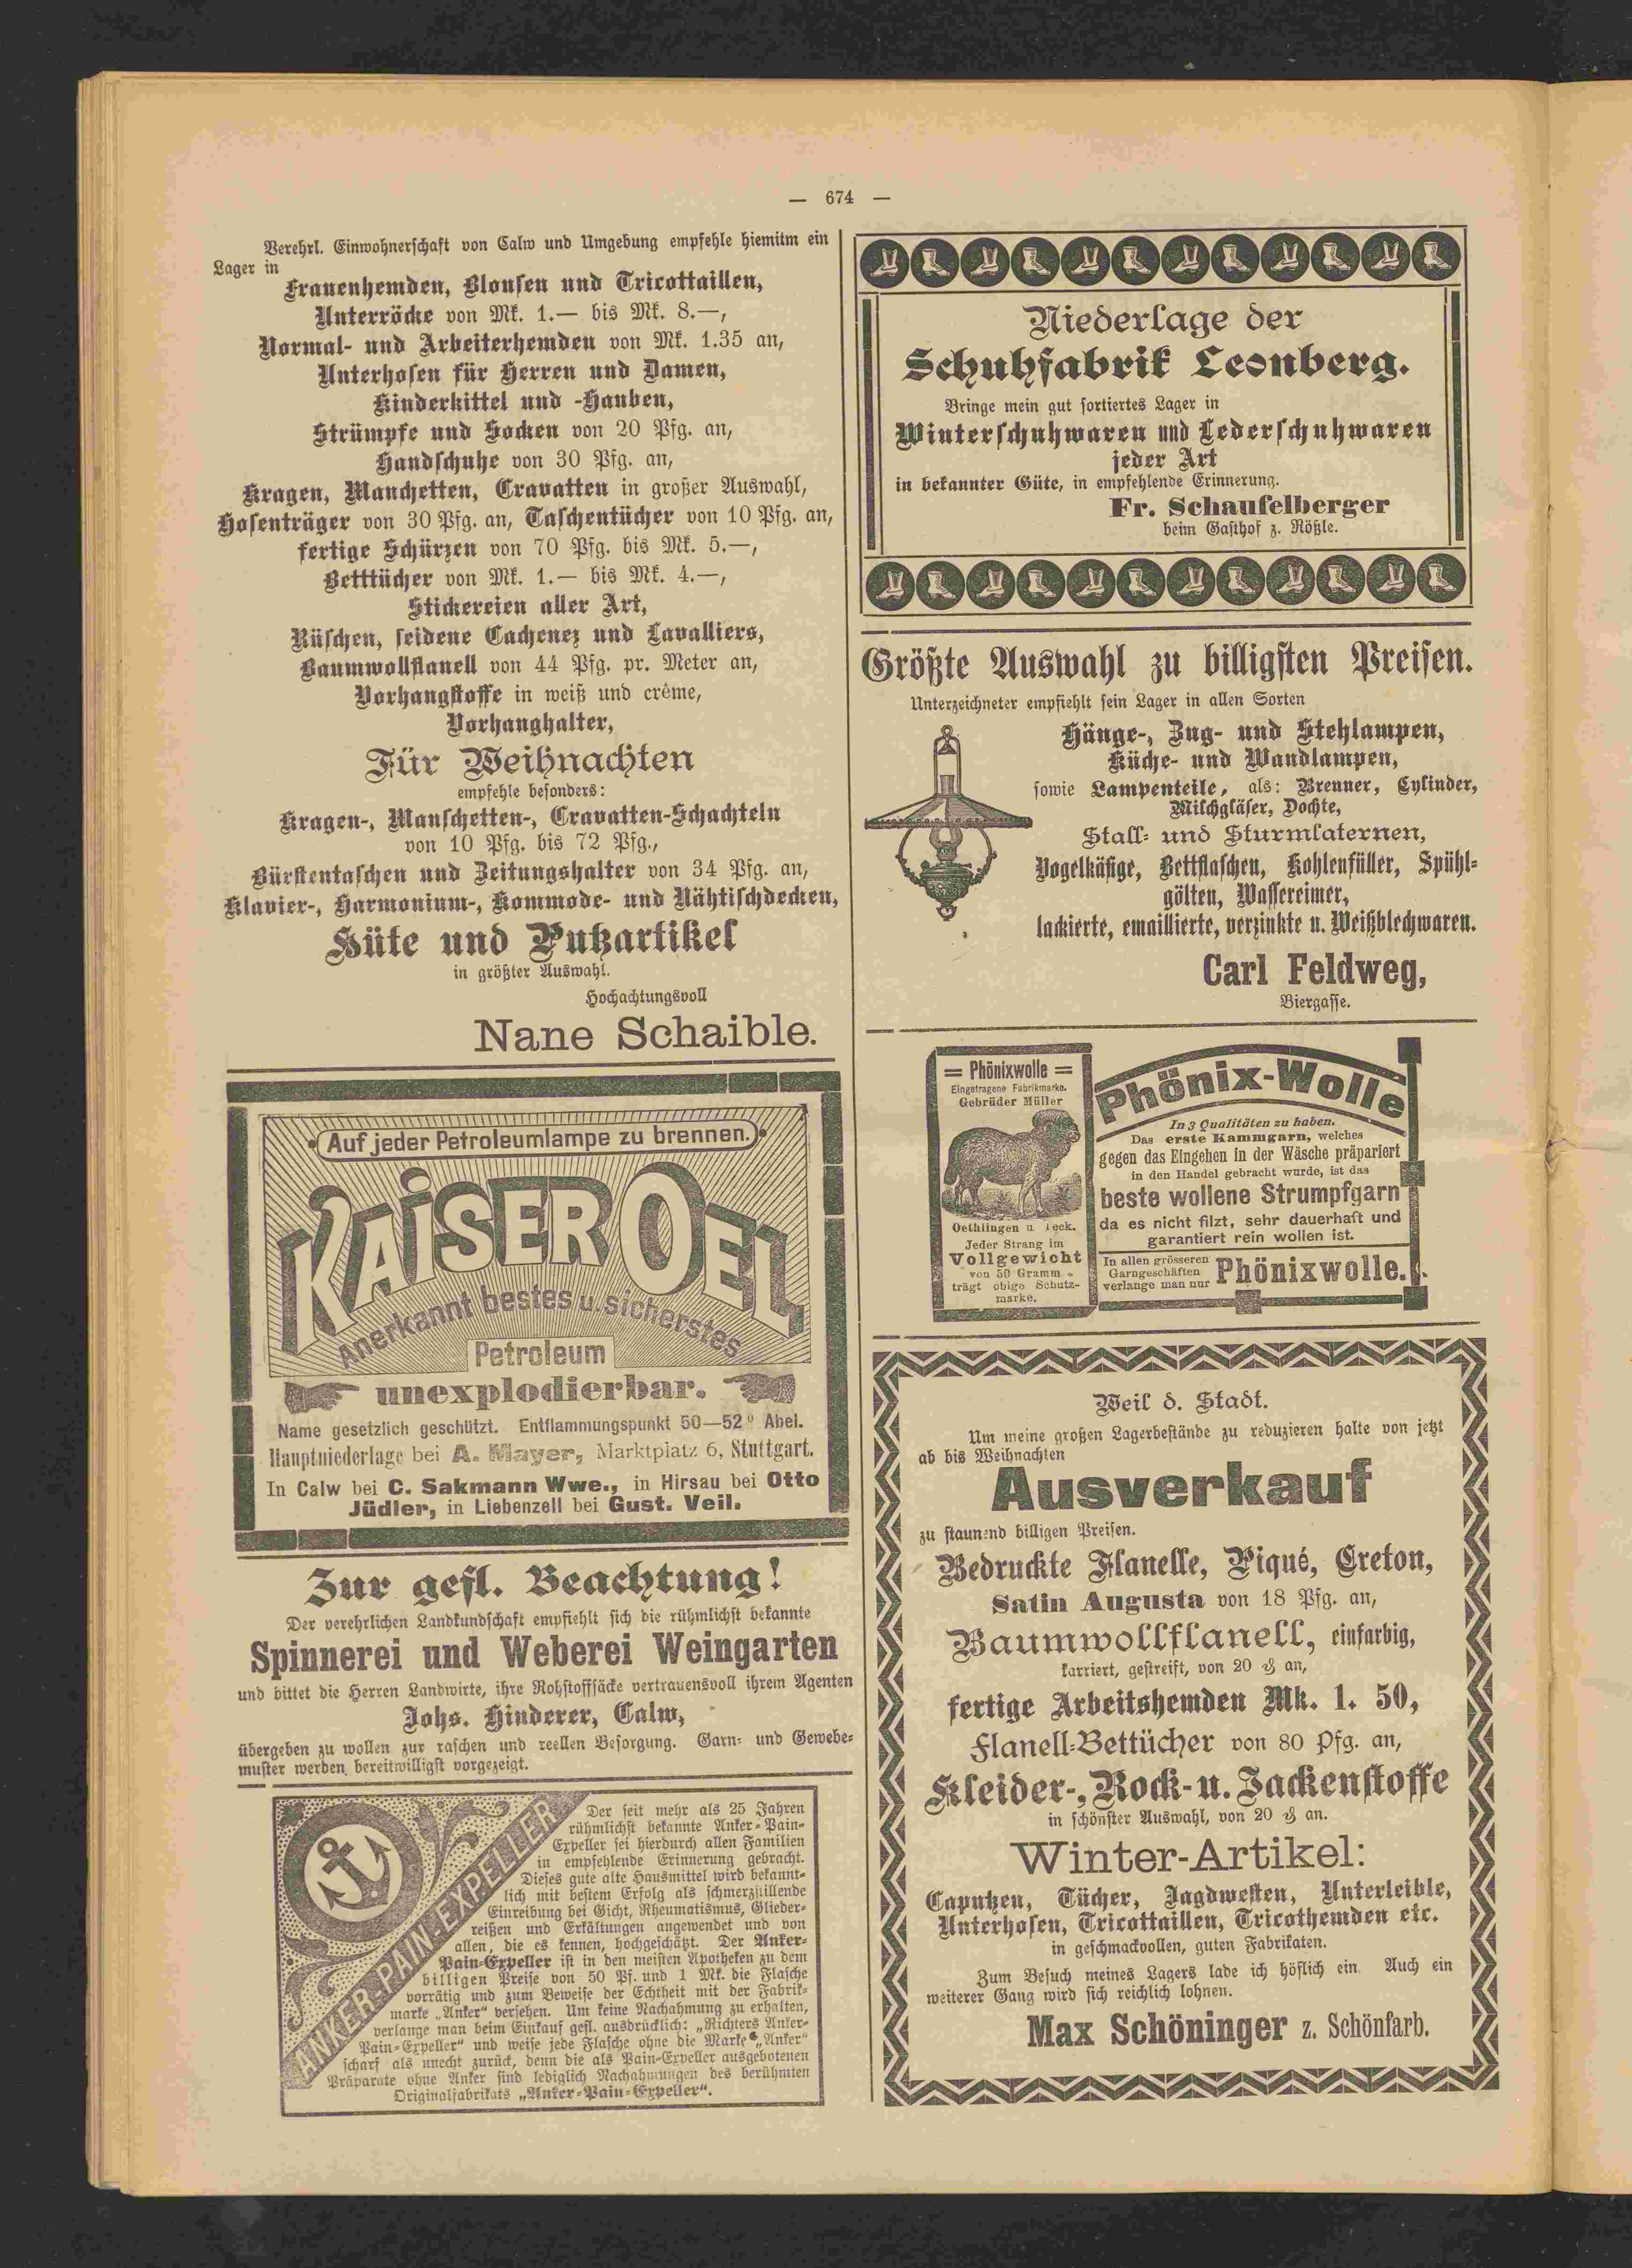 — 674 —
Verehrl. Einwohnerschaft von Calw und Umgebung empfehle hiemitm ein
Lager in
Frauenhemden, Blousen und Tricottaillen,
Unterröcke von Mk. 1.— bis Mk. 8.—,
Normal- und Arbeiterhemden von Mk. 1.35 an,
Unterhosen für Herren und Damen,
Kinderkittel und -Hauben,
Strümpfe und Socken von 20 Pfg. an,
Handschuhe von 30 Pfg. an,
Kragen, Manchetten, Cravatten in großer Auswahl,
Hosenträger von 30 Pfg. an, Taschentücher von 10 Pfg. an,
fertige Schürzen von 70 Pfg. bis Mk. 5.—,
Betttücher von Mk. 1.— bis Mk. 4.—,
Stickereien aller Art,
Rüschen, seidene Cachenez und Lavalliers,
Baumwollflanell von 44 Pfg. pr. Meter an,
Vorhangstoffe in weiß und crême,
Vorhanghalter,
Für Weihnachten
empfehle besonders:
Kragen-, Manschetten-, Cravatten-Schachteln
von 10 Pfg. bis 72 Pfg.,
Bürstentaschen und Zeitungshalter von 34 Pfg. an,
Klavier-, Harmonium-, Kommode- und Nähtischdecken,
Hüte und Putzartikel
in größter Auswahl.
Hochachtungsvoll
Nane Schaible.
Auf jeder Petroleumlampe zu brennen.
KAISER OEL
Anerkannt bestes u. sicherstes
Petroleum
unexplodierbar.
Name gesetzlich geschützt. Entflammungspunkt 50—52° Abel.
Hauptniederlage bei A. Mayer, Marktplatz 6, Stuttgart.
In Calw bei C. Sakmann Wwe., in Hirsau bei Otto
Jüdler, in Liebenzell bei Gust. Veil.
Zur gefl. Beachtung!
Der verehrlichen Landkundschaft empfiehlt sich die rühmlichst bekannte
Spinnerei und Weberei Weingarten
und bittet die Herren Landwirte, ihre Rohstoffsäcke vertrauensvoll ihrem Agenten
Johs. Hinderer, Calw,
übergeben zu wollen zur raschen und reellen Besorgung. Garn- und Gewebe-
muster werden bereitwilligst vorgezeigt.
ANKER-PAIN-EXPELLER
Der seit mehr als 25 Jahren
rühmlichst bekannte Anker-Pain-
Expeller sei hierdurch allen Familien
in empfehlende Erinnerung gebracht.
Dieses gute alte Hausmittel wird bekannt-
lich mit bestem Erfolg als schmerzstillende
Einreibung bei Gicht, Rheumatismus, Glieder-
reißen und Erkältungen angewendet und von
allen, die es kennen, hochgeschätzt. Der Anker-
Pain-Expeller ist in den meisten Apotheken zu dem
billigen Preise von 50 Pf. und 1 Mk. die Flasche
vorrätig und zum Beweise der Echtheit mit der Fabrik-
marke „Anker“ versehen. Um keine Nachahmung zu erhalten,
verlange man beim Einkauf gefl. ausdrücklich: „Richters Anker-
Pain-Expeller“ und weise jede Flasche ohne die Marke „Anker“
scharf als unecht zurück, denn die als Pain-Expeller ausgebotenen
Präparate ohne Anker sind lediglich Nachahmungen des berühmten
Originalfabrikats „Anker-Pain-Expeller“.
Niederlage der
Schuhfabrik Leonberg.
Bringe mein gut sortiertes Lager in
Winterschuhwaren und Lederschuhwaren
jeder Art
in bekannter Güte, in empfehlende Erinnerung.
Fr. Schaufelberger
beim Gasthof z. Rößle.
Größte Auswahl zu billigsten Preisen.
Unterzeichneter empfiehlt sein Lager in allen Sorten
Hänge-, Zug- und Stehlampen,
Küche- und Wandlampen,
sowie Lampenteile, als: Brenner, Cylinder,
Milchgläser, Dochte,
Stall- und Sturmlaternen,
Vogelkäfige, Bettflaschen, Kohlenfüller, Spühl-
gölten, Wassereimer,
lackierte, emaillierte, verzinkte u. Weißblechwaren.
Carl Feldweg,
Biergasse.
Phönixwolle
Eingetragene Fabrikmarke.
Gebrüder Müller
Oethlingen u. Teck.
Jeder Strang im
Vollgewicht
von 50 Gramm
trägt obige Schutz-
marke.
Phönix-Wolle
In 3 Qualitäten zu haben.
Das erste Kammgarn, welches
gegen das Eingehen in der Wäsche präpariert
in den Handel gebracht wurde, ist das
beste wollene Strumpfgarn
da es nicht filzt, sehr dauerhaft und
garantiert rein wollen ist.
In allen grösseren
Garngeschäften
verlange man nur
Phönixwolle.
Weil d. Stadt.
Um meine großen Lagerbestände zu reduzieren halte von jetzt
ab bis Weihnachten
Ausverkauf
zu staunend billigen Preisen.
Bedruckte Flanelle, Piqué, Creton,
Satin Augusta von 18 Pfg. an,
Baumwollflanell, einfarbig,
karriert, gestreift, von 20 ₰ an,
fertige Arbeitshemden Mk. 1. 50,
Flanell-Bettücher von 80 Pfg. an,
Kleider-, Rock- u. Jackenstoffe
in schönster Auswahl, von 20 ₰ an.
Winter-Artikel:
Caputzen, Tücher, Jagdwesten, Unterleible,
Unterhosen, Tricottaillen, Tricothemden etc.
in geschmackvollen, guten Fabrikaten.
Zum Besuch meines Lagers lade ich höflich ein. Auch ein
weiterer Gang wird sich reichlich lohnen.
Max Schöninger z. Schönfarb.